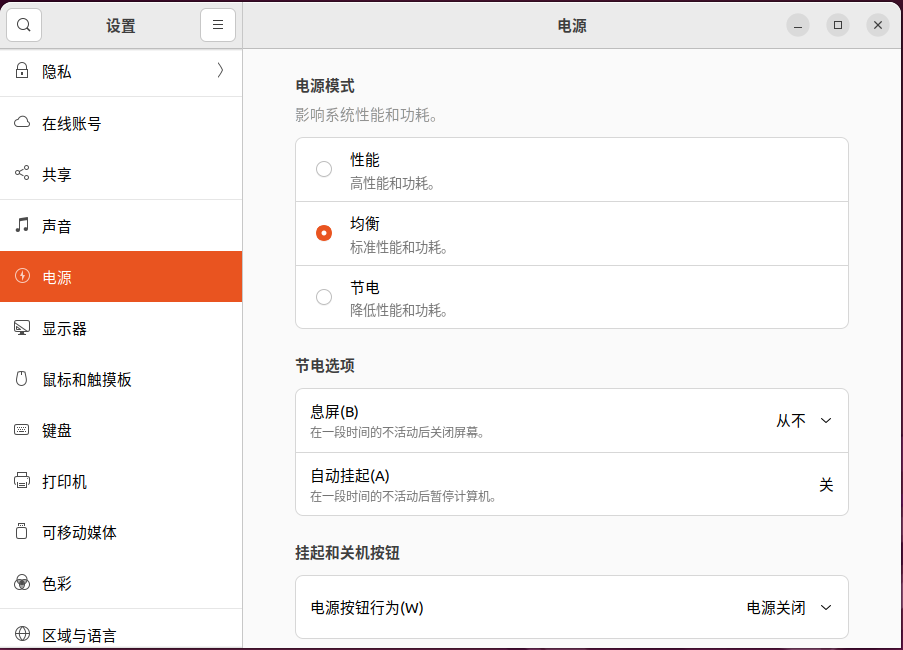 设置
电源
隐私
在线账号
共享
声音
电源
显示器
鼠标和触摸板
键盘
打印机
可移动媒体
色彩
区域与语言
电源模式
影响系统性能和功耗。
性能
高性能和功耗。
均衡
标准性能和功耗。
节电
降低性能和功耗。
节电选项
息屏(B)
在一段时间的不活动后关闭屏幕。
从不
自动挂起(A)
在一段时间的不活动后暂停计算机。
关
挂起和关机按钮
电源按钮行为(W)
电源关闭